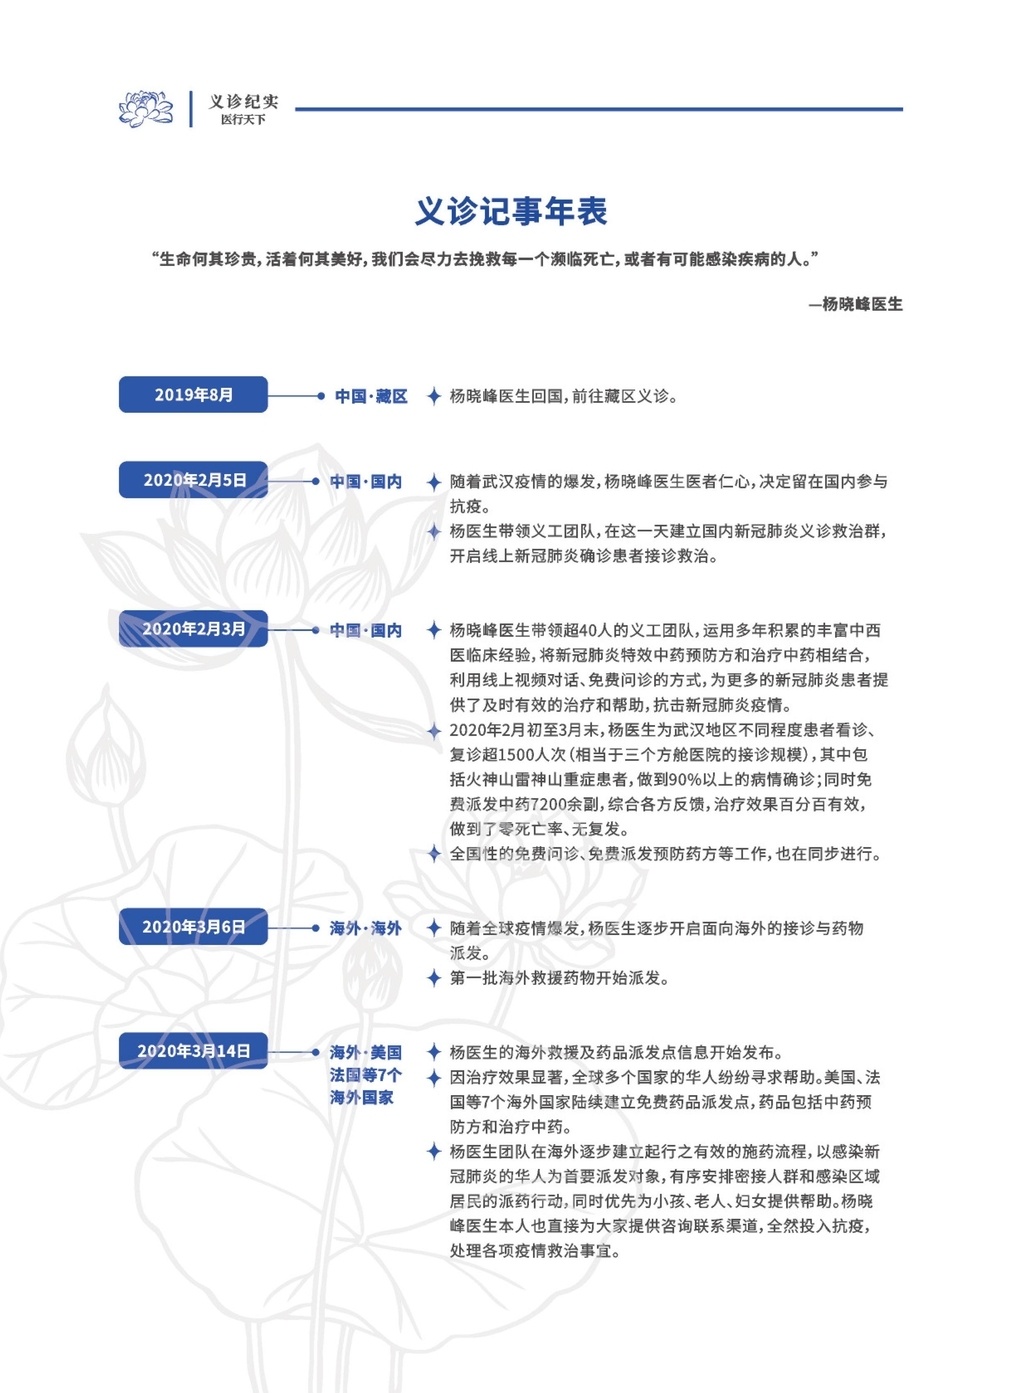 义诊纪实
医行天下
义诊记事年表
“生命何其珍贵，活着何其美好，我们会尽力去挽救每一个濒临死亡，或者有可能感染疾病的人。”
—杨晓峰医生
2019年8月
中国·藏区
杨晓峰医生回国，前往藏区义诊。
2020年2月5日
中国·国内
随着武汉疫情的爆发，杨晓峰医生医者仁心，决定留在国内参与
抗疫。
杨医生带领义工团队，在这一天建立国内新冠肺炎义诊救治群，
开启线上新冠肺炎确诊患者接诊救治。
2020年2月3月
中国·国内
杨晓峰医生带领超40人的义工团队，运用多年积累的丰富中西
医临床经验，将新冠肺炎特效中药预防方和治疗中药相结合，
利用线上视频对话、免费问诊的方式，为更多的新冠肺炎患者提
供了及时有效的治疗和帮助，抗击新冠肺炎疫情。
2020年2月初至3月末，杨医生为武汉地区不同程度患者看诊、
复诊超1500人次（相当于三个方舱医院的接诊规模），其中包
括火神山雷神山重症患者，做到90%以上的病情确诊；同时免
费派发中药7200余副，综合各方反馈，治疗效果百分百有效，
做到了零死亡率、无复发。
全国性的免费问诊、免费派发预防药方等工作，也在同步进行。
2020年3月6日
海外·海外
随着全球疫情爆发，杨医生逐步开启面向海外的接诊与药物
派发。
第一批海外救援药物开始派发。
2020年3月14日
海外·美国
法国等7个
海外国家
杨医生的海外救援及药品派发点信息开始发布。
因治疗效果显著，全球多个国家的华人纷纷寻求帮助。美国、法
国等7个海外国家陆续建立免费药品派发点，药品包括中药预
防方和治疗中药。
杨医生团队在海外逐步建立起行之有效的施药流程，以感染新
冠肺炎的华人为首要派发对象，有序安排密接人群和感染区域
居民的派药行动，同时优先为小孩、老人、妇女提供帮助。杨晓
峰医生本人也直接为大家提供咨询联系渠道，全然投入抗疫，
处理各项疫情救治事宜。